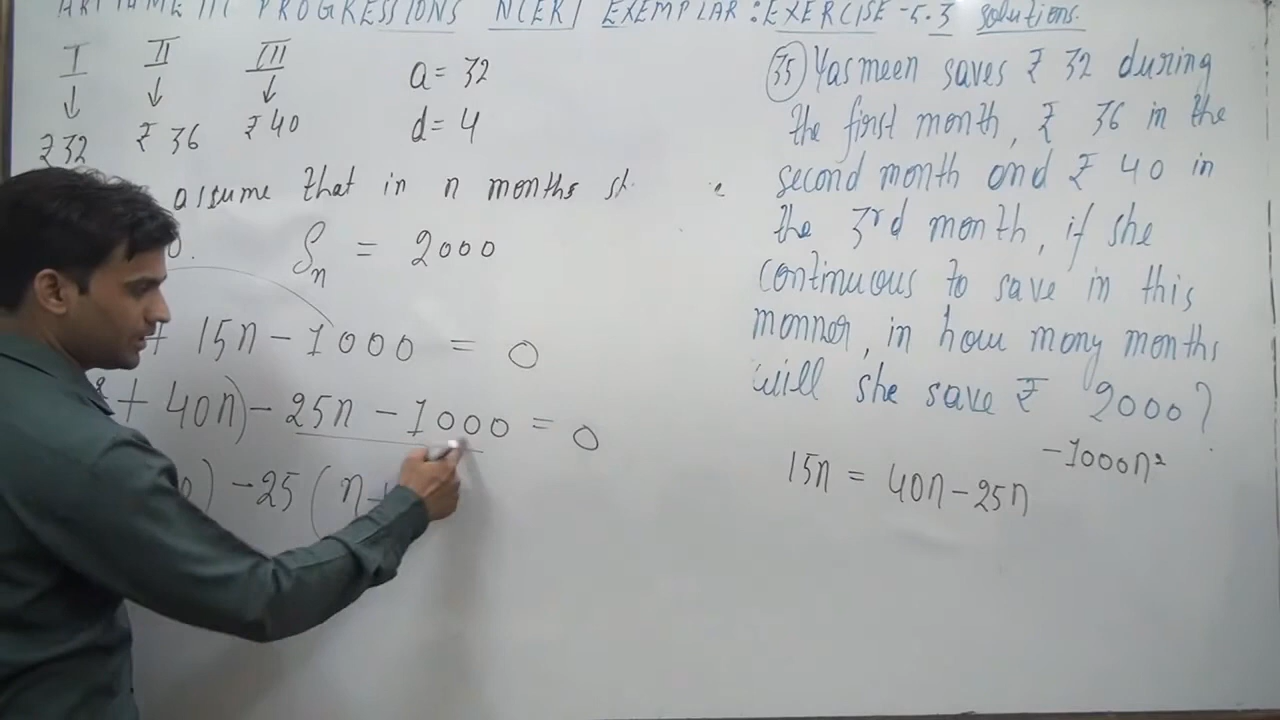 ARITHMETIC PROGRESSIONS NCERT EXEMPLAR : EXERCISE - 5.3 solutions.
I II III
↓ ↓ ↓
₹ 32 ₹ 36 ₹ 40
a = 32
d = 4
assume that in n months
0.
Sn = 2000
+ 15n - 1000 = 0
+ 40n) - 25n - 1000 = 0
0) - 25 ( n +
(35) Yasmeen saves ₹ 32 during
the first month, ₹ 36 in the
second month and ₹ 40 in
the 3rd month, if she
continuous to save in this
manner, in how many months
will she save ₹ 2000?
-1000n²
15n = 40n - 25n